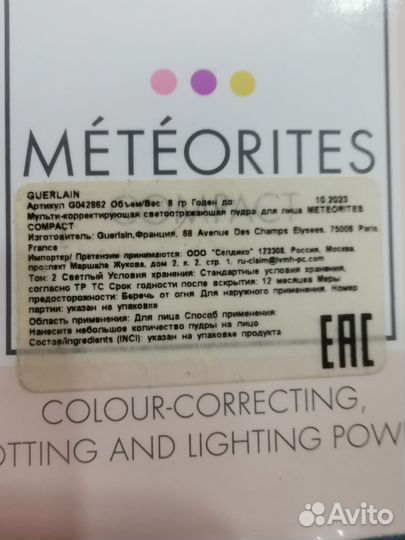 MÉTÉORITES
COMPACT
GUERLAIN
Артикул G042982 Объем/Вес: 8 гр Годен до: 10.2023
Мульти-корректирующая светоотражающая пудра для лица METEORITES
COMPACT
Изготовитель: Guerlain,Франция, 68 Avenue Des Champs Elysees, 75008 Paris,
France
Импортер/ Претензии принимаются: ООО "Селдико" 123308, Россия, Москва,
проспект Маршала Жукова, дом 2, к. 2, стр. 1, ru-claim@lvmh-pc.com
Тон: 2 Светлый Условия хранения: Стандартные условия хранения,
согласно ТР ТС Срок годности после вскрытия: 12 месяцев Меры
предосторожности: Беречь от огня Для наружного применения. Номер
партии: указан на упаковке
Область применения: Для лица Способ применения:
Нанесите небольшое количество пудры на лицо
Состав/Ingredients (INCI): указан на упаковке продукта
EAC
COLOUR-CORRECTING,
OTTING AND LIGHTING POW
Avito